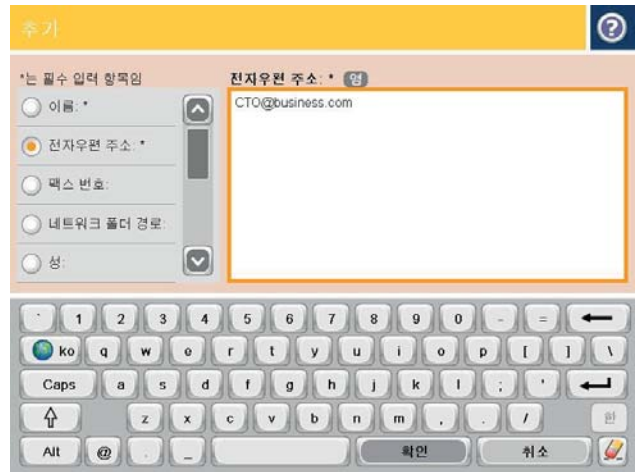 추가
?
*는 필수 입력 항목임
전자우편 주소: * 영
이름: *
전자우편 주소: *
팩스 번호:
네트워크 폴더 경로:
성:
CTO@business.com
` 1 2 3 4 5 6 7 8 9 0 - =
ko q w e r t y u i o p [ ] \
Caps a s d f g h j k l ; '
z x c v b n m , . / 한
Alt @ . _ 확인 취소